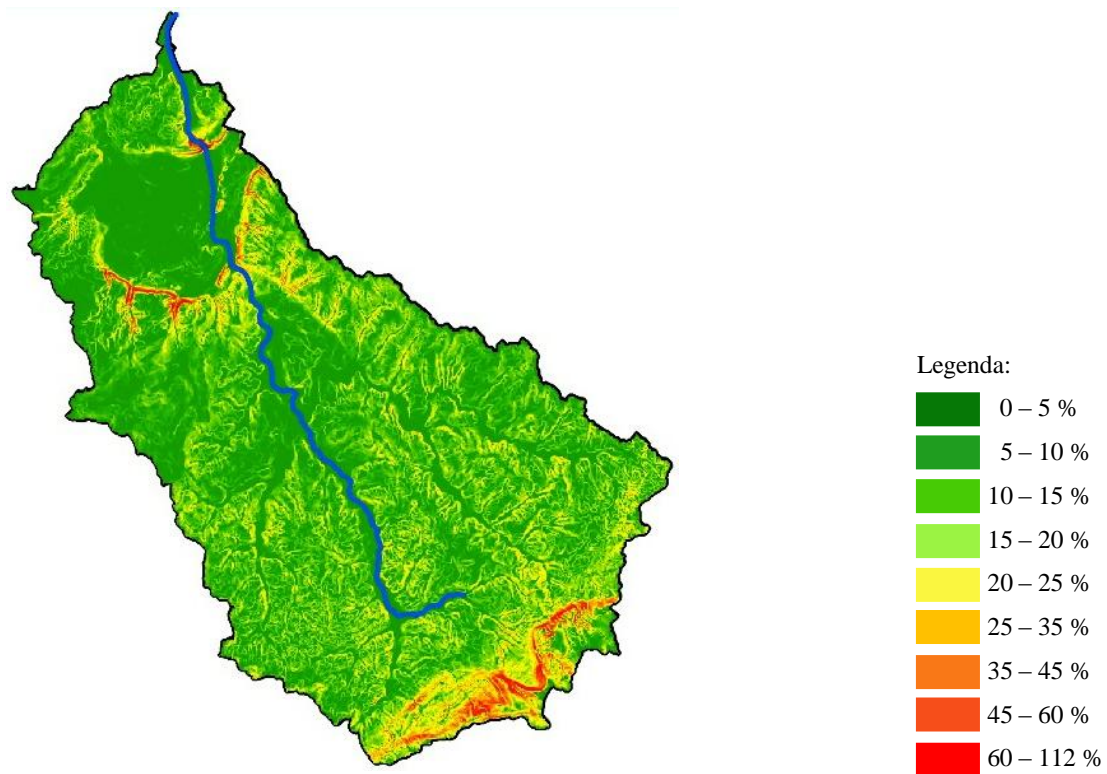 Legenda:
0 – 5 %
5 – 10 %
10 – 15 %
15 – 20 %
20 – 25 %
25 – 35 %
35 – 45 %
45 – 60 %
60 – 112 %